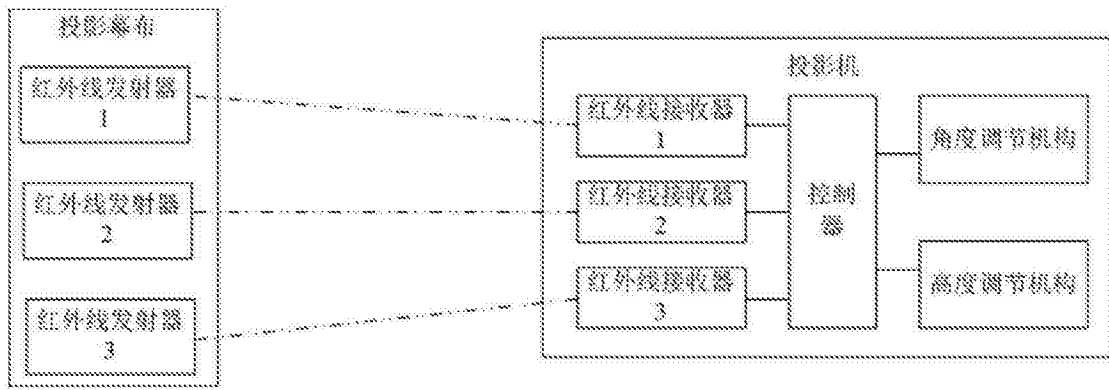 投影幕布
红外线发射器
1
红外线发射器
2
红外线发射器
3
投影机
红外线接收器
1
红外线接收器
2
红外线接收器
3
控制
器
角度调节机构
高度调节机构